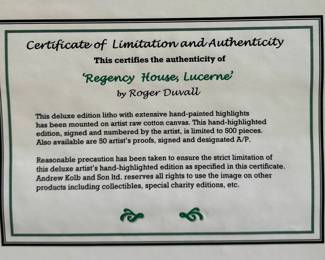 Certificate of Limitation and Authenticity
This certifies the authenticity of
'Regency House, Lucerne'
by Roger Duvall
This deluxe edition litho with extensive hand-painted highlights
has been mounted on artist raw cotton canvas. This hand-highlighted
edition, signed and numbered by the artist, is limited to 800 pieces.
Also available are 80 artist's proofs, signed and designated A/P.
Reasonable precaution has been taken to ensure the strict limitation of
this deluxe artist's hand-highlighted edition as specified in this certificate.
Andrew Kolb and Son ltd. reserves all rights to use the image on other
products including collectibles, special charity editions, etc.